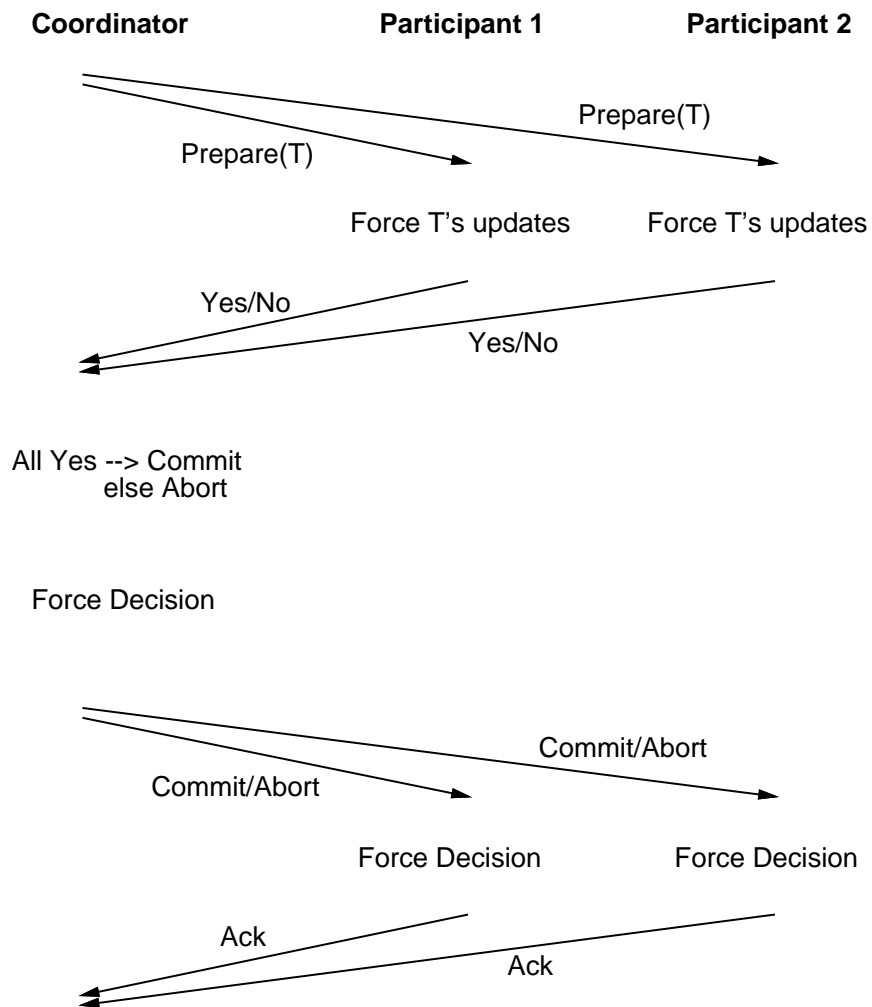 Coordinator Participant 1 Participant 2
Prepare(T)
Prepare(T)
Force T's updates Force T's updates
Yes/No
Yes/No
All Yes --> Commit
else Abort
Force Decision
Commit/Abort
Commit/Abort
Force Decision Force Decision
Ack
Ack